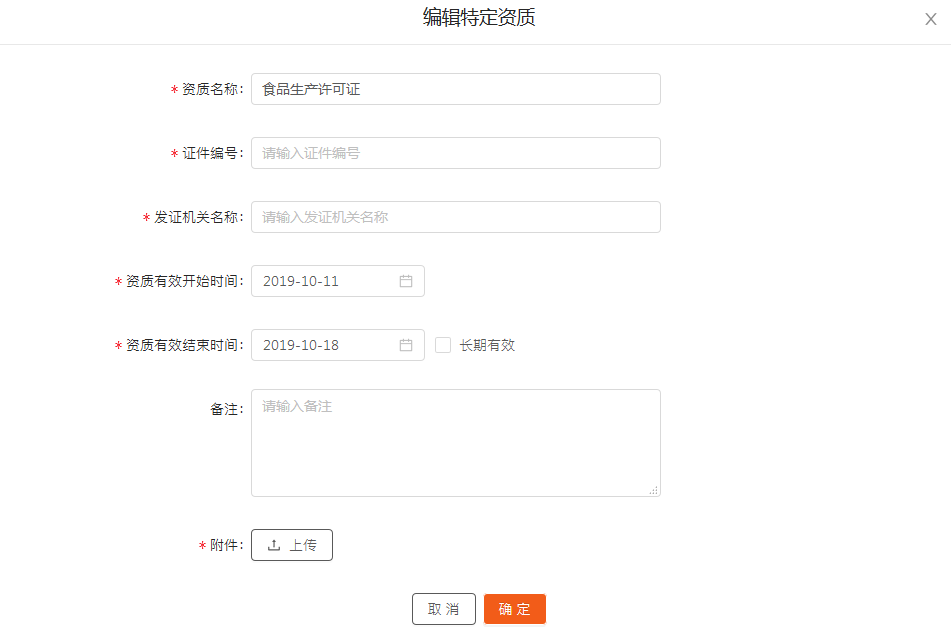 编辑特定资质
* 资质名称: 食品生产许可证
* 证件编号: 请输入证件编号
* 发证机关名称: 请输入发证机关名称
* 资质有效开始时间: 2019-10-11
* 资质有效结束时间: 2019-10-18 长期有效
备注: 请输入备注
* 附件: 上传
取消 确定